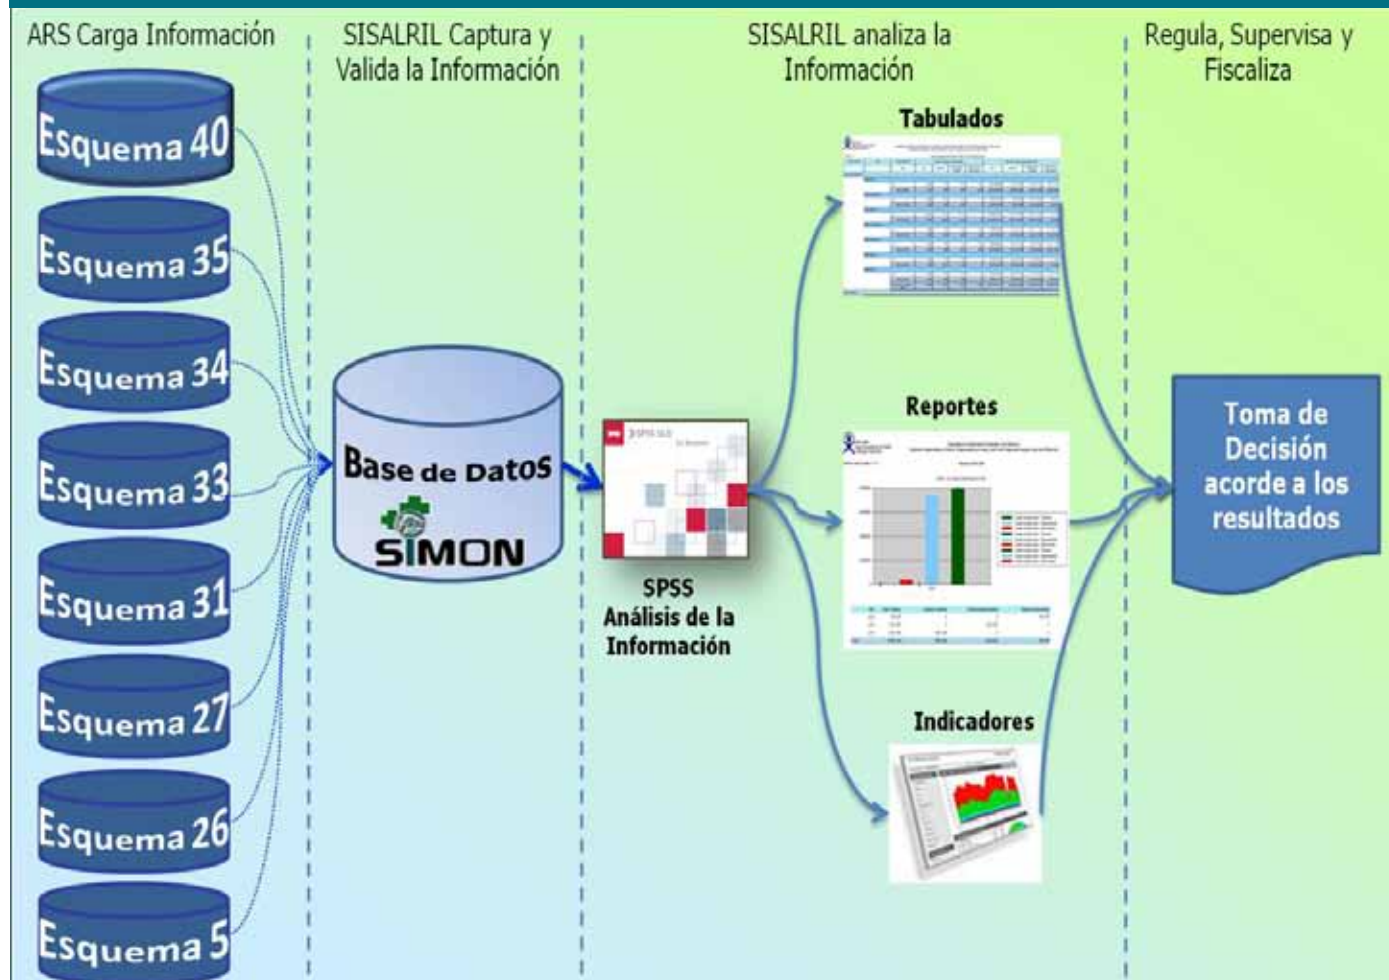 ARS Carga Información
SISALRIL Captura y
Valida la Información
SISALRIL analiza la
Información
Regula, Supervisa y
Fiscaliza
Esquema 40
Esquema 35
Esquema 34
Esquema 33
Esquema 31
Esquema 27
Esquema 26
Esquema 5
Base de Datos
SIMON
SPSS
Análisis de la
Información
Tabulados
Reportes
Indicadores
Toma de
Decisión
acorde a los
resultados